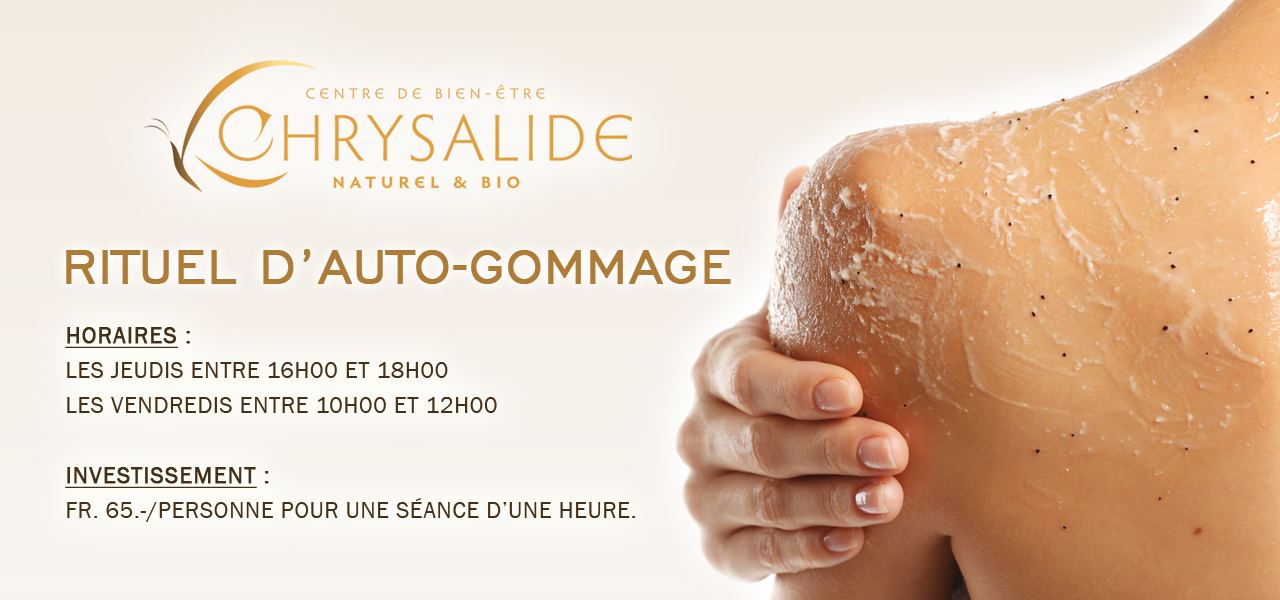 CENTRE DE BIEN-ÊTRE
CHRYSALIDE
NATUREL & BIO
RITUEL D'AUTO-GOMMAGE
HORAIRES :
LES JEUDIS ENTRE 16H00 ET 18H00
LES VENDREDIS ENTRE 10H00 ET 12H00
INVESTISSEMENT :
FR. 65.-/PERSONNE POUR UNE SÉANCE D'UNE HEURE.